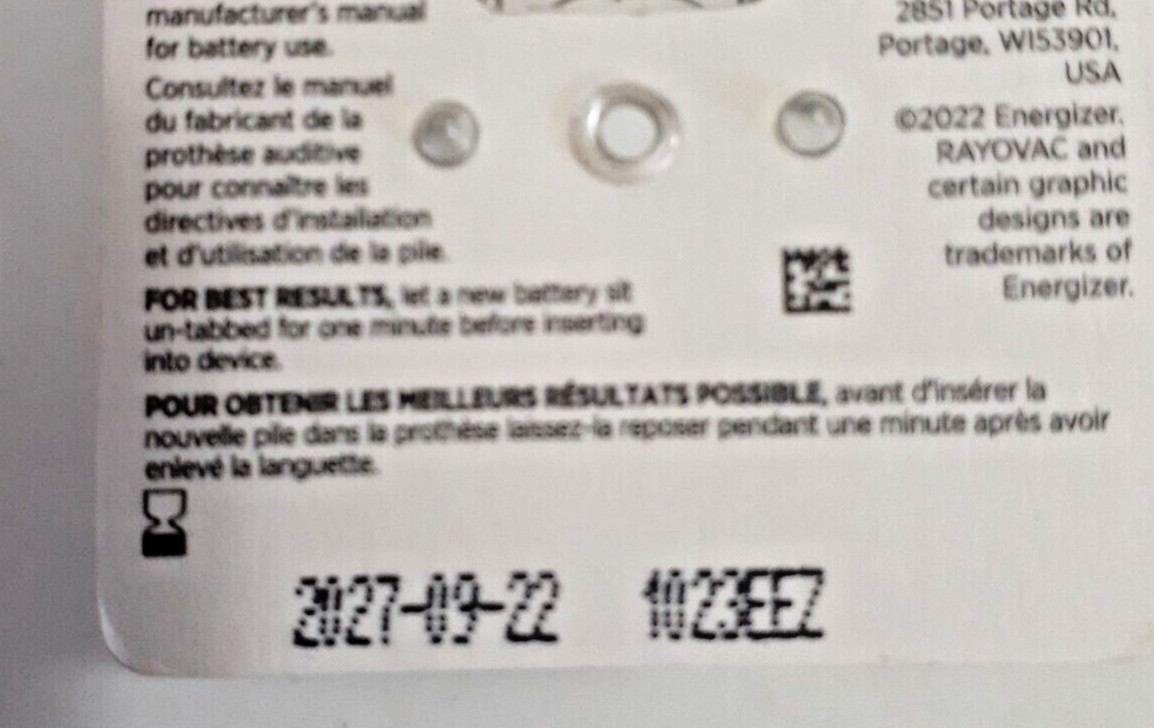 manufacturer's manual
for battery use.
Consultez le manuel
du fabricant de la
prothèse auditive
pour connaître les
directives d'installation
et d'utilisation de la pile.
FOR BEST RESULTS, let a new battery sit
un-tabbed for one minute before inserting
into device.
POUR OBTENIR LES MEILLEURS RÉSULTATS POSSIBLE, avant d'insérer la
nouvelle pile dans la prothèse laissez-la reposer pendant une minute après avoir
enlevé la languette.
2851 Portage Rd,
Portage, WI53901,
USA
©2022 Energizer.
RAYOVAC and
certain graphic
designs are
trademarks of
Energizer.
2027-09-22 1023EEZ